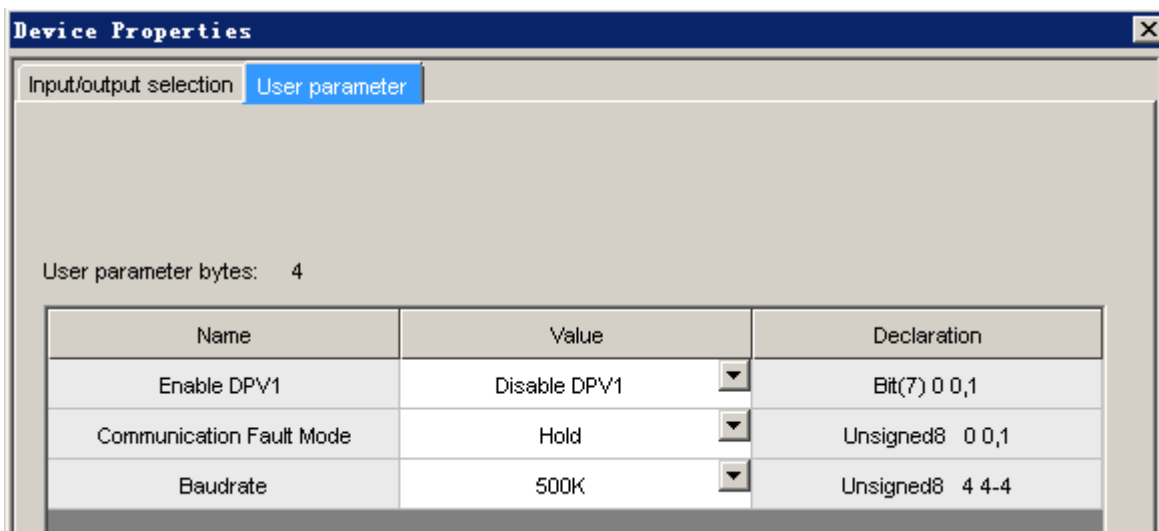 Device Properties
Input/output selection User parameter
User parameter bytes: 4
Name Value Declaration
Enable DPV1 Disable DPV1 Bit(7) 0 0,1
Communication Fault Mode Hold Unsigned8 0 0,1
Baudrate 500K Unsigned8 4 4-4